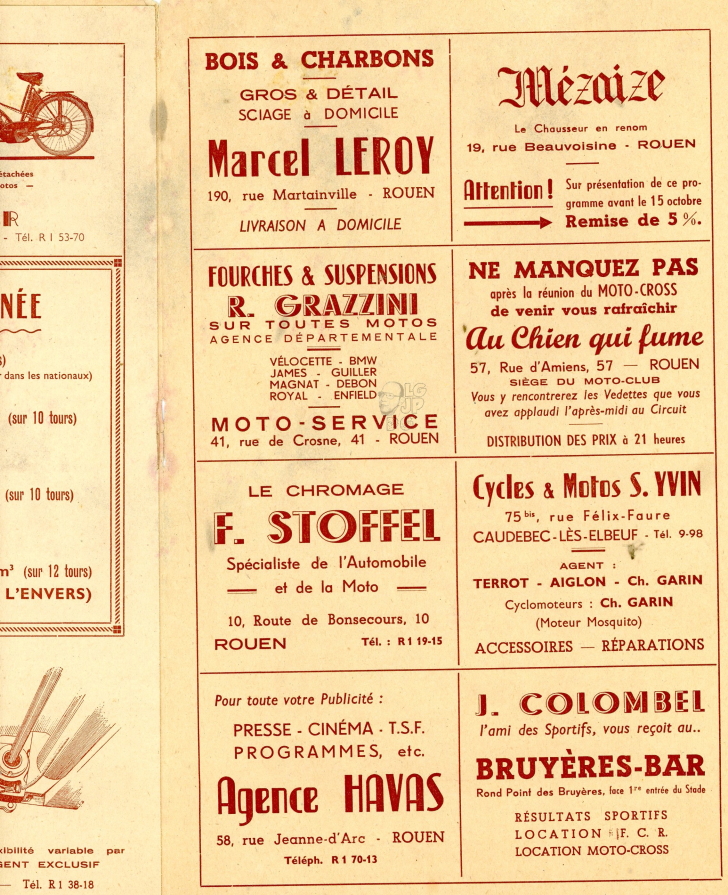 étachées
otos —
R
- Tél. R 1 53-70
NÉE
dans les nationaux)
(sur 10 tours)
(sur 10 tours)
m³ (sur 12 tours)
L'ENVERS)
xibilité variable par
GENT EXCLUSIF
Tél. R 1 38-18
BOIS & CHARBONS
GROS & DÉTAIL
SCIAGE à DOMICILE
Marcel LEROY
190, rue Martainville - ROUEN
LIVRAISON A DOMICILE
Mézaize
Le Chausseur en renom
19, rue Beauvoisine - ROUEN
Attention !
Sur présentation de ce pro-
gramme avant le 15 octobre
Remise de 5 %.
FOURCHES & SUSPENSIONS
R. GRAZZINI
SUR TOUTES MOTOS
AGENCE DÉPARTEMENTALE
VÉLOCETTE - BMW
JAMES - GUILLER
MAGNAT - DEBON
ROYAL - ENFIELD
MOTO-SERVICE
41, rue de Crosne, 41 - ROUEN
NE MANQUEZ PAS
après la réunion du MOTO-CROSS
de venir vous rafraîchir
Au Chien qui fume
57, Rue d'Amiens, 57 — ROUEN
SIÈGE DU MOTO-CLUB
Vous y rencontrerez les Vedettes que vous
avez applaudi l'après-midi au Circuit
DISTRIBUTION DES PRIX à 21 heures
LE CHROMAGE
F. STOFFEL
Spécialiste de l'Automobile
— et de la Moto —
10, Route de Bonsecours, 10
ROUEN Tél. : R 1 19-15
Cycles & Motos S. YVIN
75 bis, rue Félix-Faure
CAUDEBEC-LÈS-ELBEUF - Tél. 9-98
AGENT :
TERROT - AIGLON - Ch. GARIN
Cyclomoteurs : Ch. GARIN
(Moteur Mosquito)
ACCESSOIRES — RÉPARATIONS
Pour toute votre Publicité :
PRESSE - CINÉMA - T.S.F.
PROGRAMMES, etc.
Agence HAVAS
58, rue Jeanne-d'Arc - ROUEN
Téléph. R 1 70-13
J. COLOMBEL
l'ami des Sportifs, vous reçoit au..
BRUYÈRES-BAR
Rond Point des Bruyères, face 1re entrée du Stade
RÉSULTATS SPORTIFS
LOCATION F. C. R.
LOCATION MOTO-CROSS